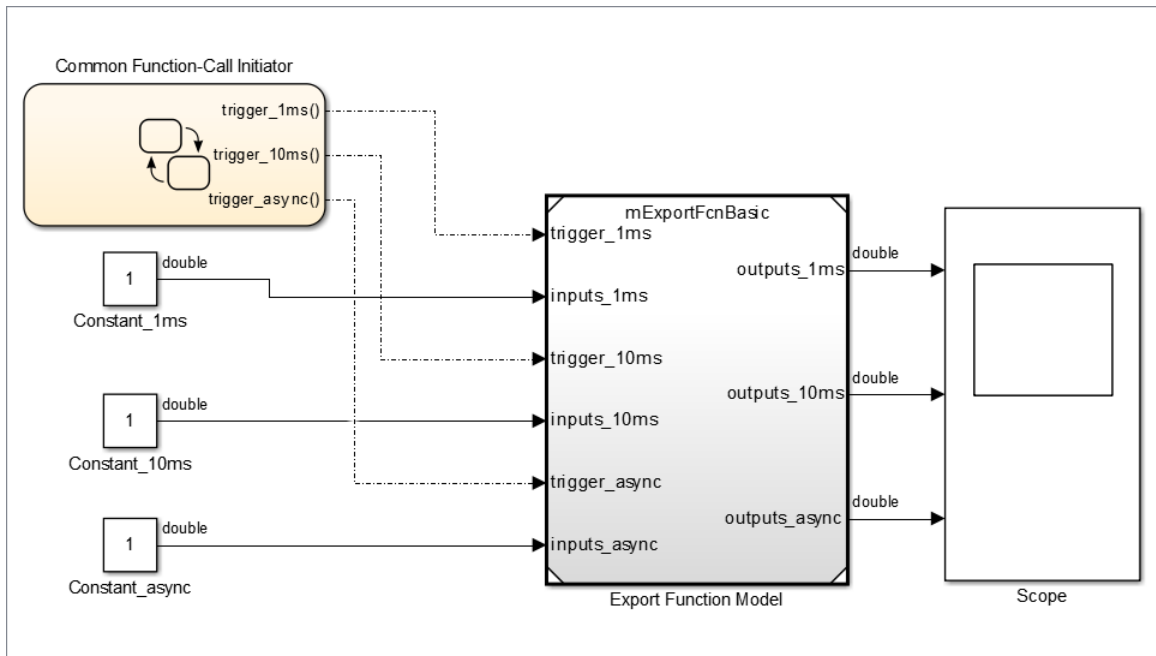 Common Function-Call Initiator
trigger_1ms()
trigger_10ms()
trigger_async()
1
double
Constant_1ms
1
double
Constant_10ms
1
double
Constant_async
mExportFcnBasic
trigger_1ms
inputs_1ms
trigger_10ms
inputs_10ms
trigger_async
inputs_async
outputs_1ms
outputs_10ms
outputs_async
Export Function Model
double
double
double
Scope